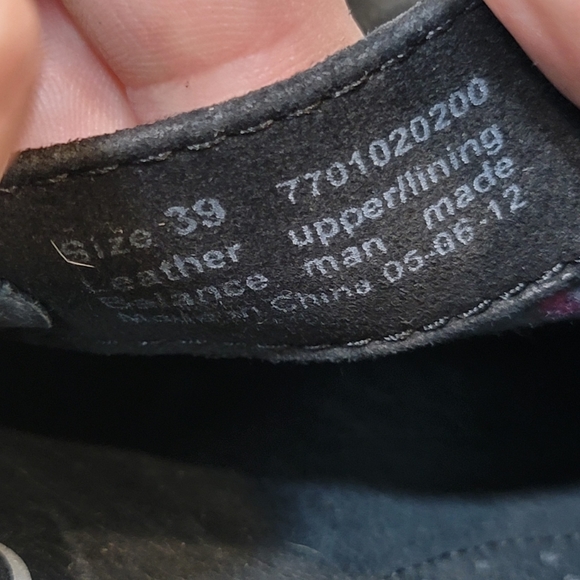 Size 39 7701020200
Leather upper/lining
Balance man made
Made in China 05-06-12